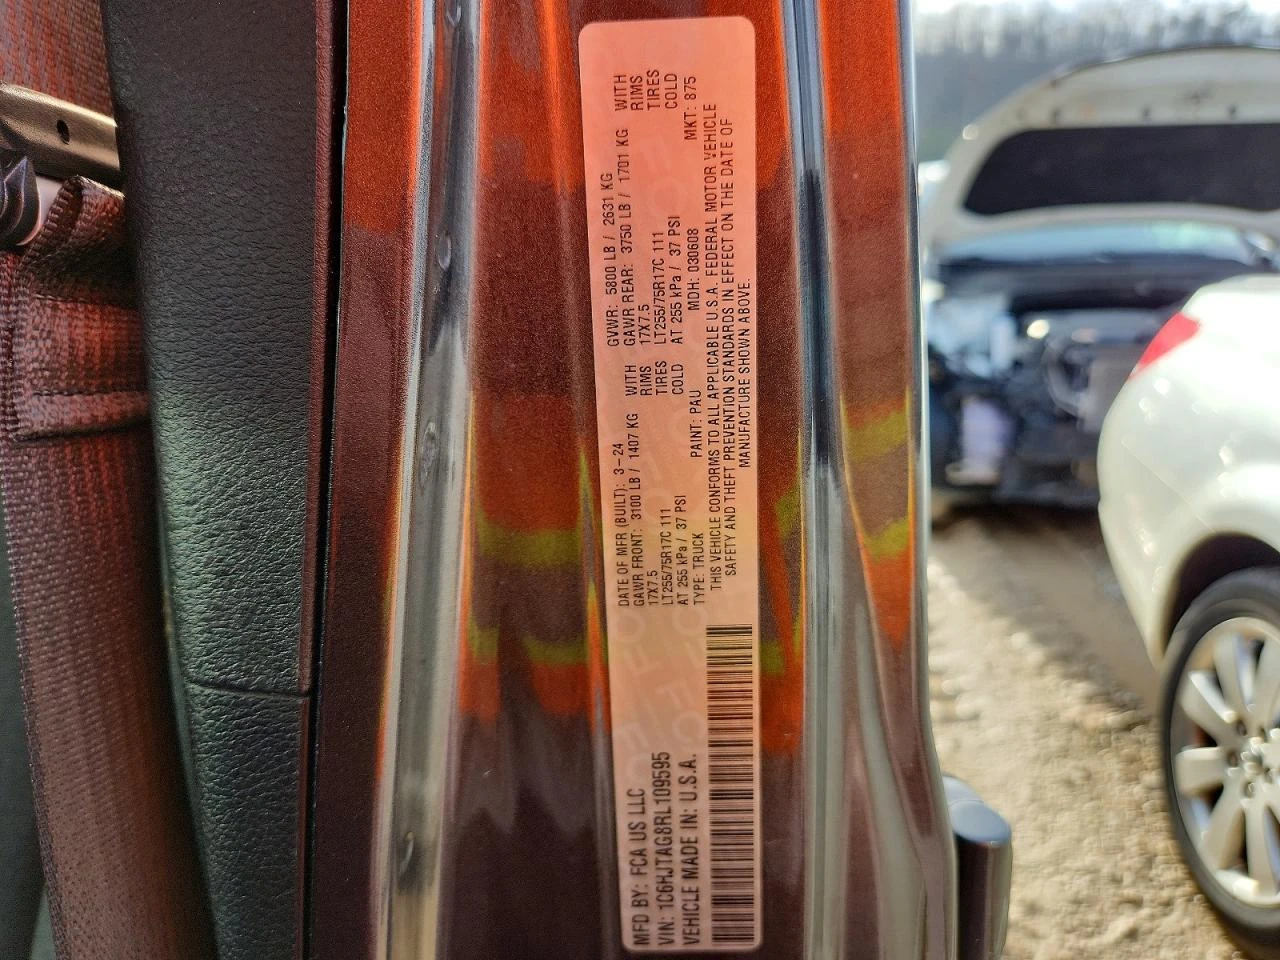 MFD BY: FCA US LLC
DATE OF MFR (BUILT): 3-24
GVWR: 5800 LB / 2631 KG
GAWR FRONT: 3100 LB / 1407 KG WITH
17X7.5 RIMS
LT255/75R17C 111 TIRES
AT 255 kPa / 37 PSI COLD
GAWR REAR: 3750 LB / 1701 KG WITH
17X7.5 RIMS
LT255/75R17C 111 TIRES
AT 255 kPa / 37 PSI COLD
VIN: 1C6HJTAG8RL109595
TYPE: TRUCK PAINT: PAU MDH: 030608 MKT: 875
VEHICLE MADE IN: U.S.A.
THIS VEHICLE CONFORMS TO ALL APPLICABLE U.S.A. FEDERAL MOTOR VEHICLE
SAFETY AND THEFT PREVENTION STANDARDS IN EFFECT ON THE DATE OF
MANUFACTURE SHOWN ABOVE.